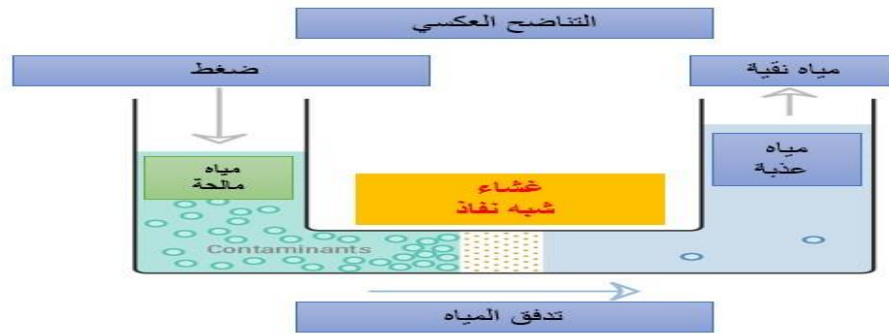 التناضح العكسي
ضغط
مياه نقية
مياه
مالحة
غشاء
شبه نفاذ
مياه
عذبة
Contaminants
تدفق المياه